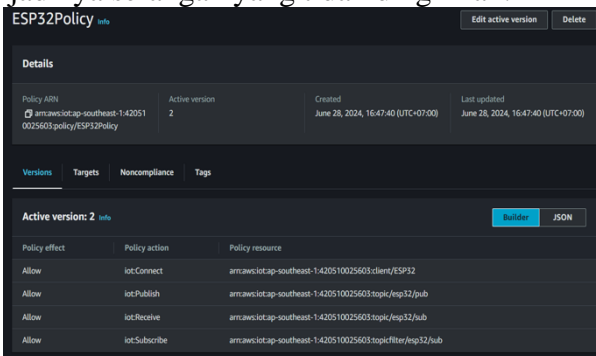 ESP32Policy Info
Edit active version
Delete
Details
Policy ARN
arn:aws:iot:ap-southeast-1:42051
0025603:policy/ESP32Policy
Active version
2
Created
June 28, 2024, 16:47:40 (UTC+07:00)
Last updated
June 28, 2024, 16:47:40 (UTC+07:00)
Versions Targets Noncompliance Tags
Active version: 2 Info
Builder JSON
Policy effect Policy action Policy resource
Allow iot:Connect arn:aws:iot:ap-southeast-1:420510025603:client/ESP32
Allow iot:Publish arn:aws:iot:ap-southeast-1:420510025603:topic/esp32/pub
Allow iot:Receive arn:aws:iot:ap-southeast-1:420510025603:topic/esp32/sub
Allow iot:Subscribe arn:aws:iot:ap-southeast-1:420510025603:topicfilter/esp32/sub